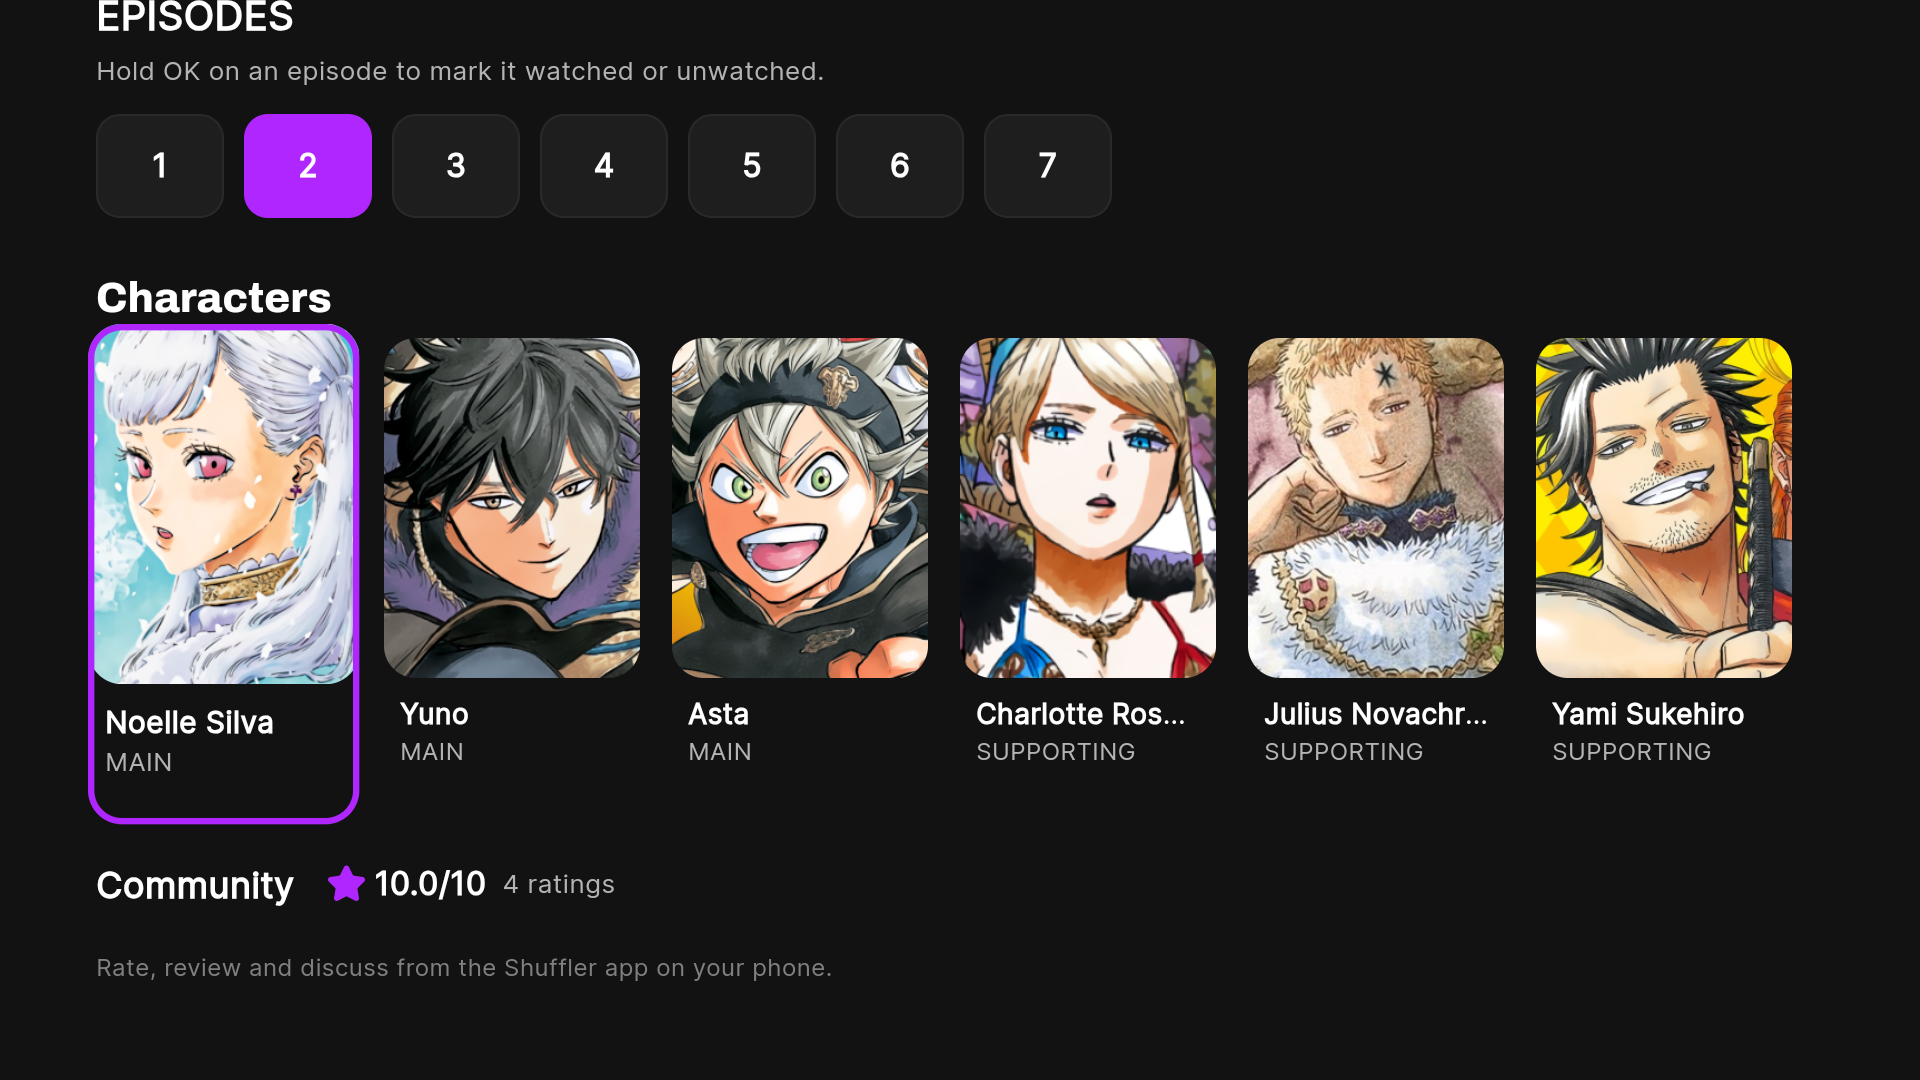 EPISODES
Hold OK on an episode to mark it watched or unwatched.
1 2 3 4 5 6 7
Characters
Noelle Silva
MAIN
Yuno
MAIN
Asta
MAIN
Charlotte Ros...
SUPPORTING
Julius Novachr...
SUPPORTING
Yami Sukehiro
SUPPORTING
Community 10.0/10 4 ratings
Rate, review and discuss from the Shuffler app on your phone.